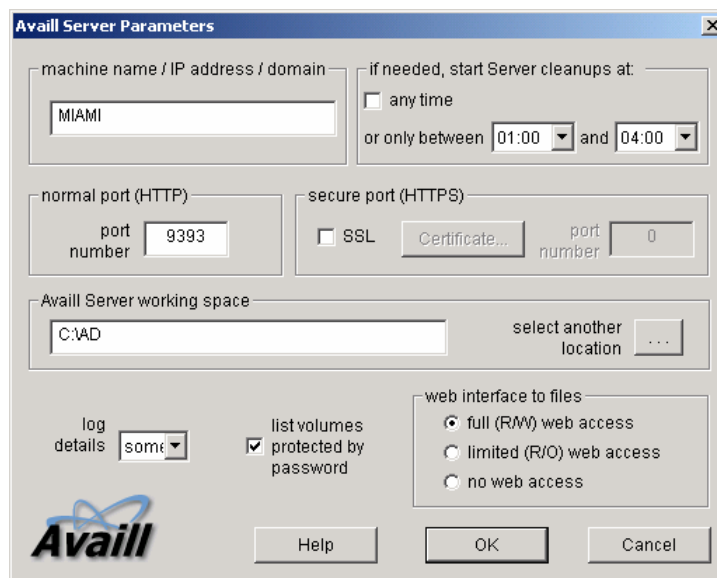 Availl Server Parameters
machine name / IP address / domain
MIAMI
if needed, start Server cleanups at:
any time
or only between 01:00 and 04:00
normal port (HTTP)
port
number
9393
secure port (HTTPS)
SSL
Certificate...
port
number
0
Availl Server working space
C:\AD
select another
location
...
log
details
some
list volumes
protected by
password
web interface to files
full (R/W) web access
limited (R/O) web access
no web access
Availl
Help
OK
Cancel